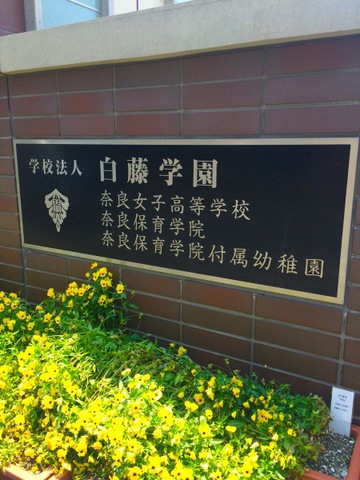 学校法人 白藤学園
奈良女子高等学校
奈良保育学院
奈良保育学院付属幼稚園